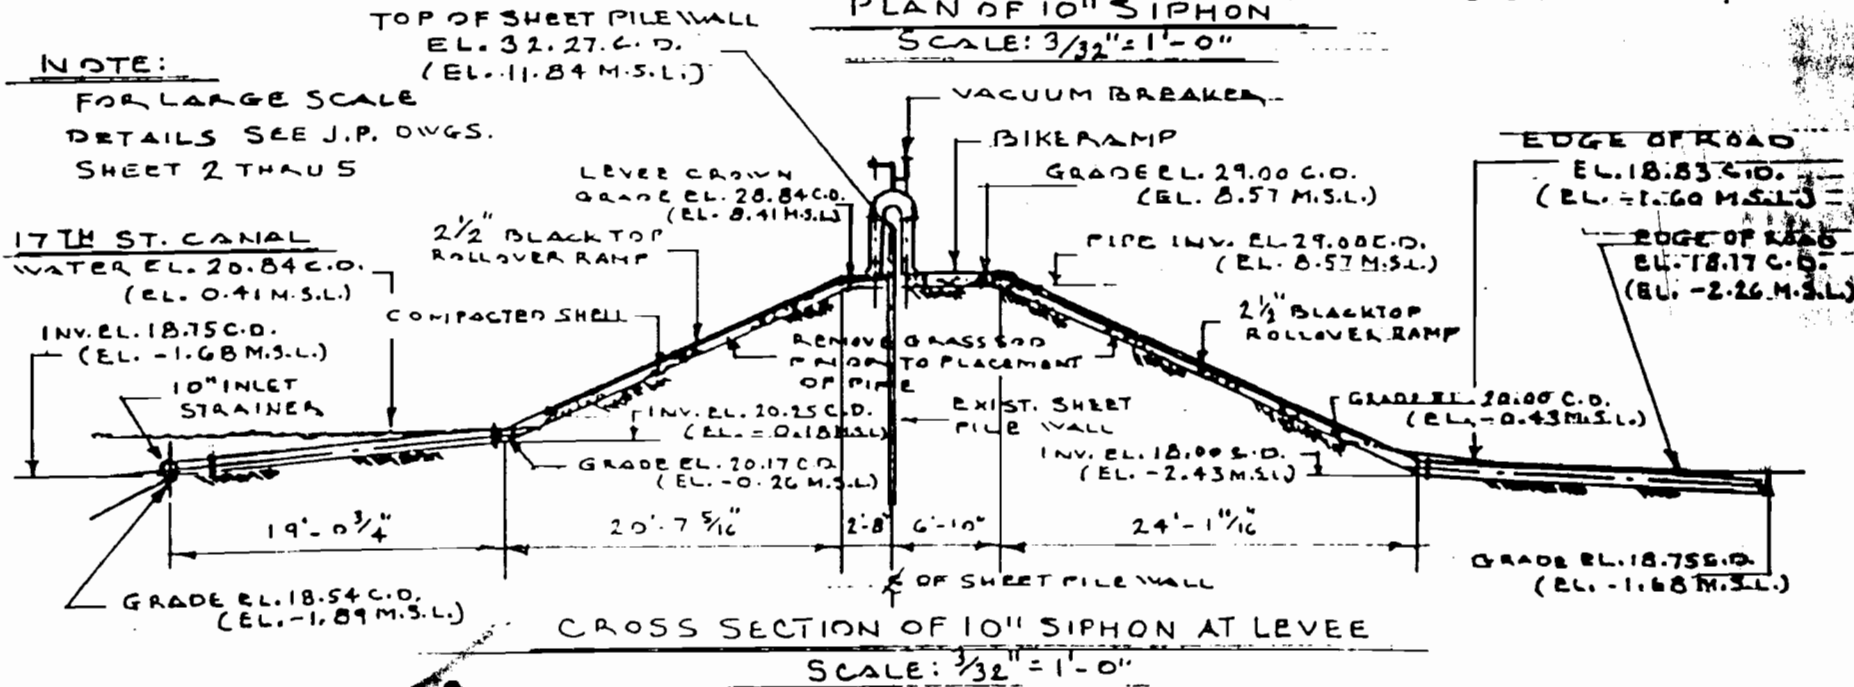 PLAN OF 10" SIPHON
SCALE: 3/32" = 1'-0"
TOP OF SHEET PILE WALL
EL. 32.27 C.D.
(EL. 11.84 M.S.L.)
NOTE:
FOR LARGE SCALE
DETAILS SEE J.P. DWGS.
SHEET 2 THRU 5
VACUUM BREAKER
BIKERAMP
GRADE EL. 29.00 C.D.
(EL. 8.57 M.S.L.)
EDGE OF ROAD
EL. 18.83 C.D.
(EL. -1.60 M.S.L.)
LEVEE CROWN
GRADE EL. 28.84 C.D.
(EL. 8.41 M.S.L)
17TH ST. CANAL
WATER EL. 20.84 C.D.
(EL. 0.41 M.S.L.)
2 1/2" BLACKTOP
ROLLOVER RAMP
PIPE INV. EL. 29.00 C.D.
(EL. 8.57 M.S.L.)
EDGE OF ROAD
EL. 18.17 C.D.
(EL. -2.26 M.S.L.)
INV. EL. 18.75 C.D.
(EL. -1.68 M.S.L.)
COMPACTED SHELL
2 1/2" BLACKTOP
ROLLOVER RAMP
10" INLET
STRAINER
REMOVE GRASS SOD
PRIOR TO PLACEMENT
OF PIPE
INV. EL. 20.25 C.D.
(EL. -0.18 M.S.L)
EXIST. SHEET
PILE WALL
GRADE EL. 20.00 C.D.
(EL. -0.43 M.S.L.)
GRADE EL. 20.17 C.D.
(EL. -0.26 M.S.L)
INV. EL. 18.00 C.D.
(EL. -2.43 M.S.L)
19'-0 3/4"
20'-7 5/16"
2'-8"
6'-10"
24'-1 11/16"
GRADE EL. 18.75 C.D.
(EL. -1.68 M.S.L.)
℄ OF SHEET PILE WALL
GRADE EL. 18.54 C.D.
(EL. -1.89 M.S.L.)
CROSS SECTION OF 10" SIPHON AT LEVEE
SCALE: 3/32" = 1'-0"